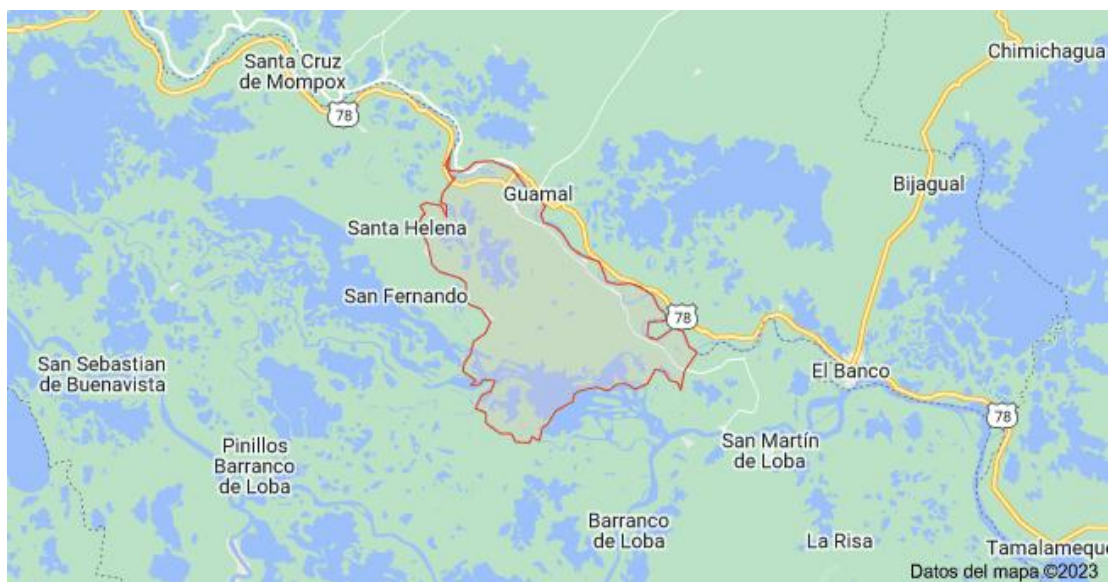 Santa Cruz
de Mompox
78
Chimichagua
Bijagual
Guamal
Santa Helena
San Fernando
78
San Sebastian
de Buenavista
El Banco
78
Pinillos
Barranco
de Loba
San Martín
de Loba
Barranco
de Loba
La Risa
Tamalameque
Datos del mapa ©2023